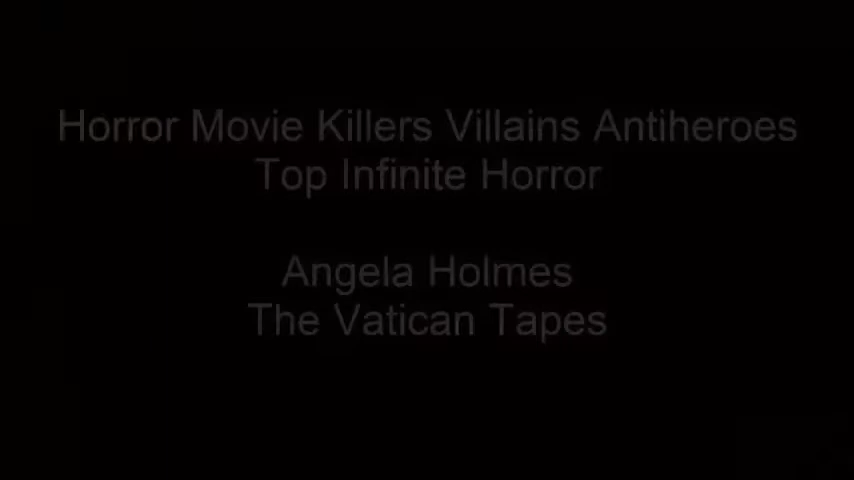 Horror Movie Killers Villains Antiheroes
Top Infinite Horror
Angela Holmes
The Vatican Tapes